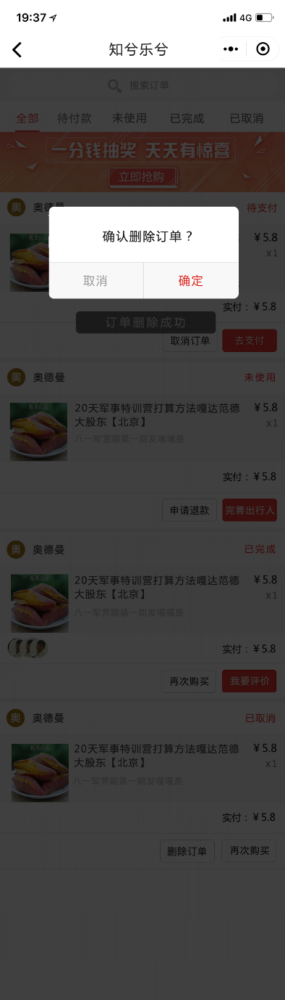 19:37
4G
知兮乐兮
搜索订单
全部 待付款 未使用 已完成 已取消
一分钱抽奖 天天有惊喜
立即抢购
奥 奥德曼 待支付
¥5.8
x1
确认删除订单？
取消 确定
实付：¥5.8
订单删除成功
取消订单 去支付
奥 奥德曼 未使用
20天军事特训营打算方法嘎达范德 ¥5.8
大股东【北京】 x1
八一军营期第一期发嘎嘎是
实付：¥5.8
申请退款 完善出行人
奥 奥德曼 已完成
20天军事特训营打算方法嘎达范德 ¥5.8
大股东【北京】 x1
八一军营期第一期发嘎嘎是
实付：¥5.8
再次购买 我要评价
奥 奥德曼 已取消
20天军事特训营打算方法嘎达范德 ¥5.8
大股东【北京】 x1
八一军营期第一期发嘎嘎是
实付：¥5.8
删除订单 再次购买